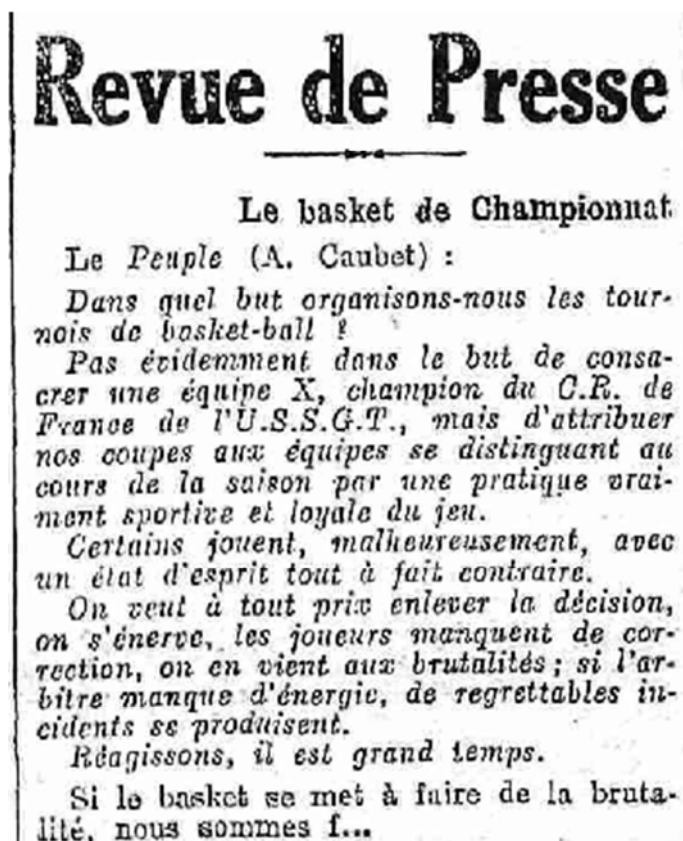 Revue de Presse
Le basket de Championnat
Le Peuple (A. Caubet) :
Dans quel but organisons-nous les tour-
nois de basket-ball ?
Pas évidemment dans le but de consa-
crer une équipe X, champion du C.R. de
France de l'U.S.S.G.T., mais d'attribuer
nos coupes aux équipes se distinguant au
cours de la saison par une pratique vrai-
ment sportive et loyale du jeu.
Certains jouent, malheureusement, avec
un état d'esprit tout à fait contraire.
On veut à tout prix enlever la décision,
on s'énerve, les joueurs manquent de cor-
rection, on en vient aux brutalités ; si l'ar-
bitre manque d'énergie, de regrettables in-
cidents se produisent.
Réagissons, il est grand temps.
Si le basket se met à faire de la bruta-
lité, nous sommes f...